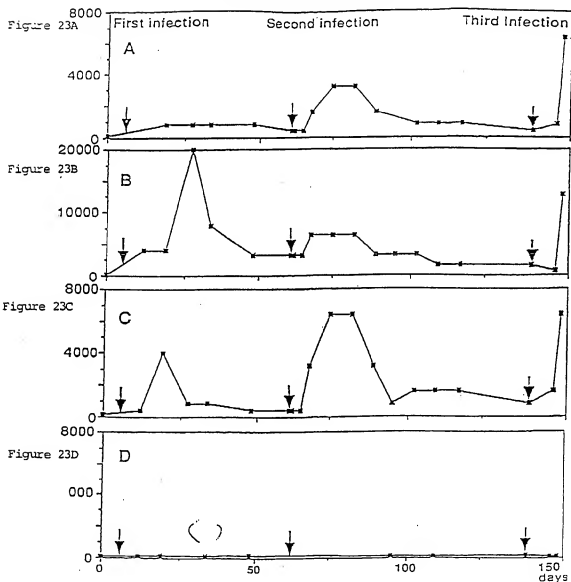 8000 First infection Second infection Third Infection
Figure 23A
A
4000
0
20000
Figure 23B
B
10000
0
8000
Figure 23C
C
4000
0
8000
Figure 23D
D
000
0
0 50 100 150
days